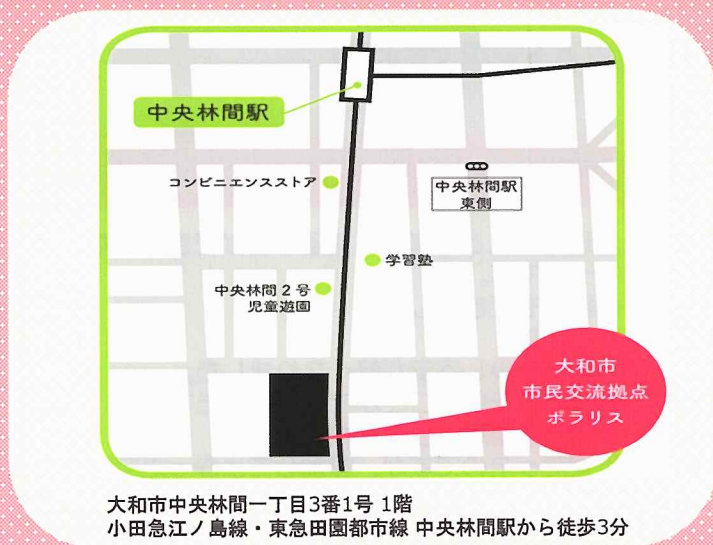 中央林間駅
コンビニエンスストア
中央林間駅
東側
学習塾
中央林間2号
児童遊園
大和市
市民交流拠点
ポラリス
大和市中央林間一丁目3番1号 1階
小田急江ノ島線・東急田園都市線 中央林間駅から徒歩3分